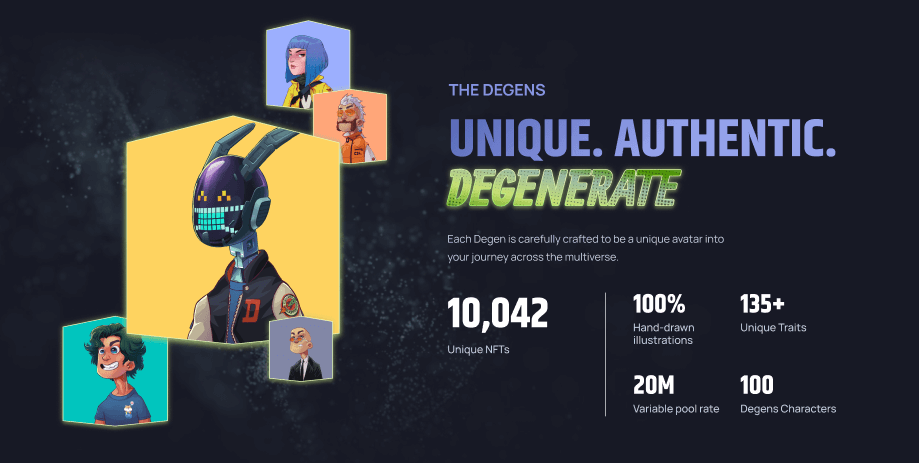 THE DEGENS
UNIQUE. AUTHENTIC.
DEGENERATE
Each Degen is carefully crafted to be a unique avatar into
your journey across the multiverse.
10,042
Unique NFTs
100%
Hand-drawn
illustrations
135+
Unique Traits
20M
Variable pool rate
100
Degens Characters
D